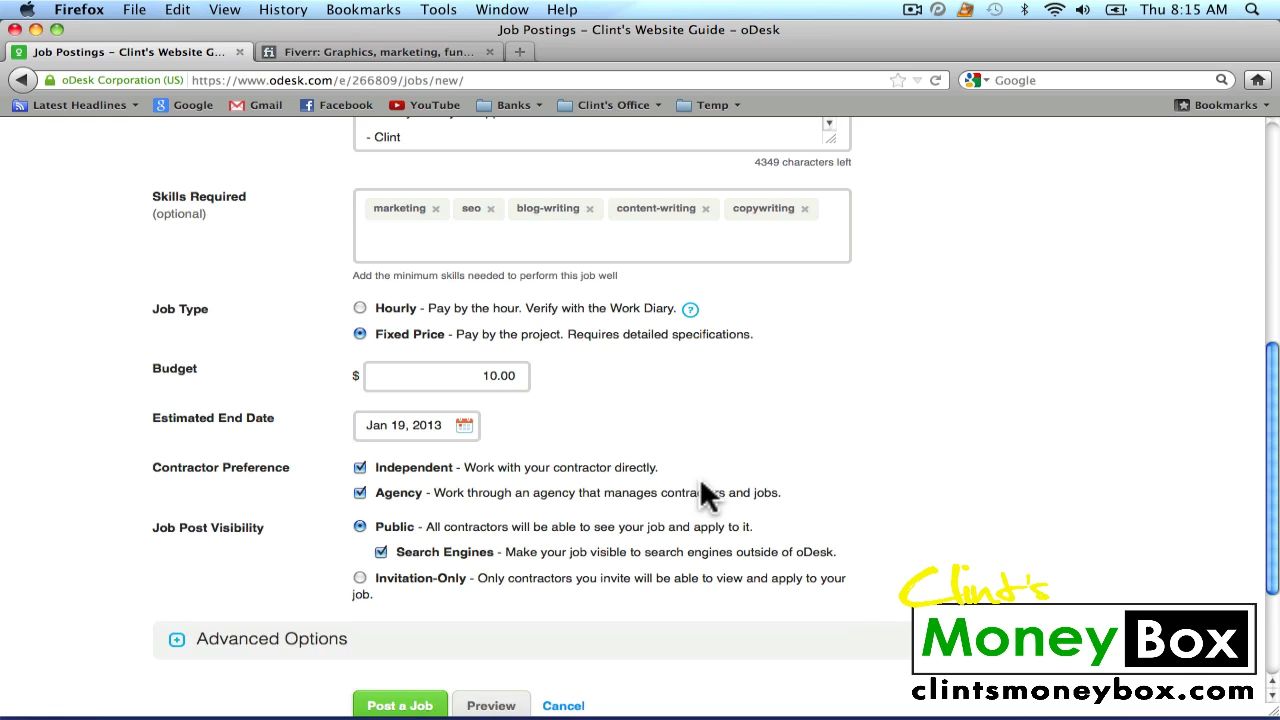 Firefox File Edit View History Bookmarks Tools Window Help Thu 8:15 AM
Job Postings – Clint's Website Guide – oDesk
Job Postings – Clint's Website G... Fiverr: Graphics, marketing, fun...
oDesk Corporation (US) https://www.odesk.com/e/266809/jobs/new/ Google
Latest Headlines Google Gmail Facebook YouTube Banks Clint's Office Temp Bookmarks
- Clint
4349 characters left
Skills Required
(optional)
marketing seo blog-writing content-writing copywriting
Add the minimum skills needed to perform this job well
Job Type
Hourly - Pay by the hour. Verify with the Work Diary. ?
Fixed Price - Pay by the project. Requires detailed specifications.
Budget
$ 10.00
Estimated End Date
Jan 19, 2013
Contractor Preference
Independent - Work with your contractor directly.
Agency - Work through an agency that manages and jobs.
Job Post Visibility
Public - All contractors will be able to see your job and apply to it.
Search Engines - Make your job visible to search engines outside of oDesk.
Invitation-Only - Only contractors you invite will be able to view and apply to your
job.
Advanced Options
Post a Job Preview Cancel
Clint's
Money Box
clintsmoneybox.com